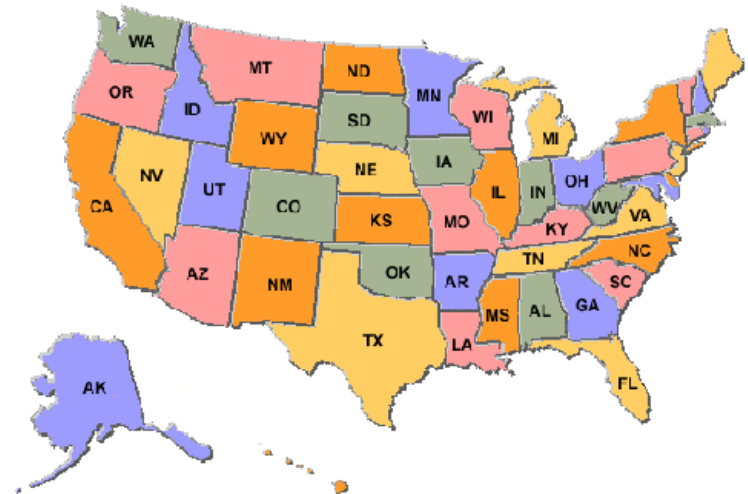 WA
MT
ND
MN
OR
ID
SD
WI
WY
MI
NV
NE
IA
UT
CO
IL
IN
OH
WV
CA
KS
MO
KY
VA
AZ
NM
OK
AR
TN
NC
TX
LA
MS
AL
GA
SC
AK
FL